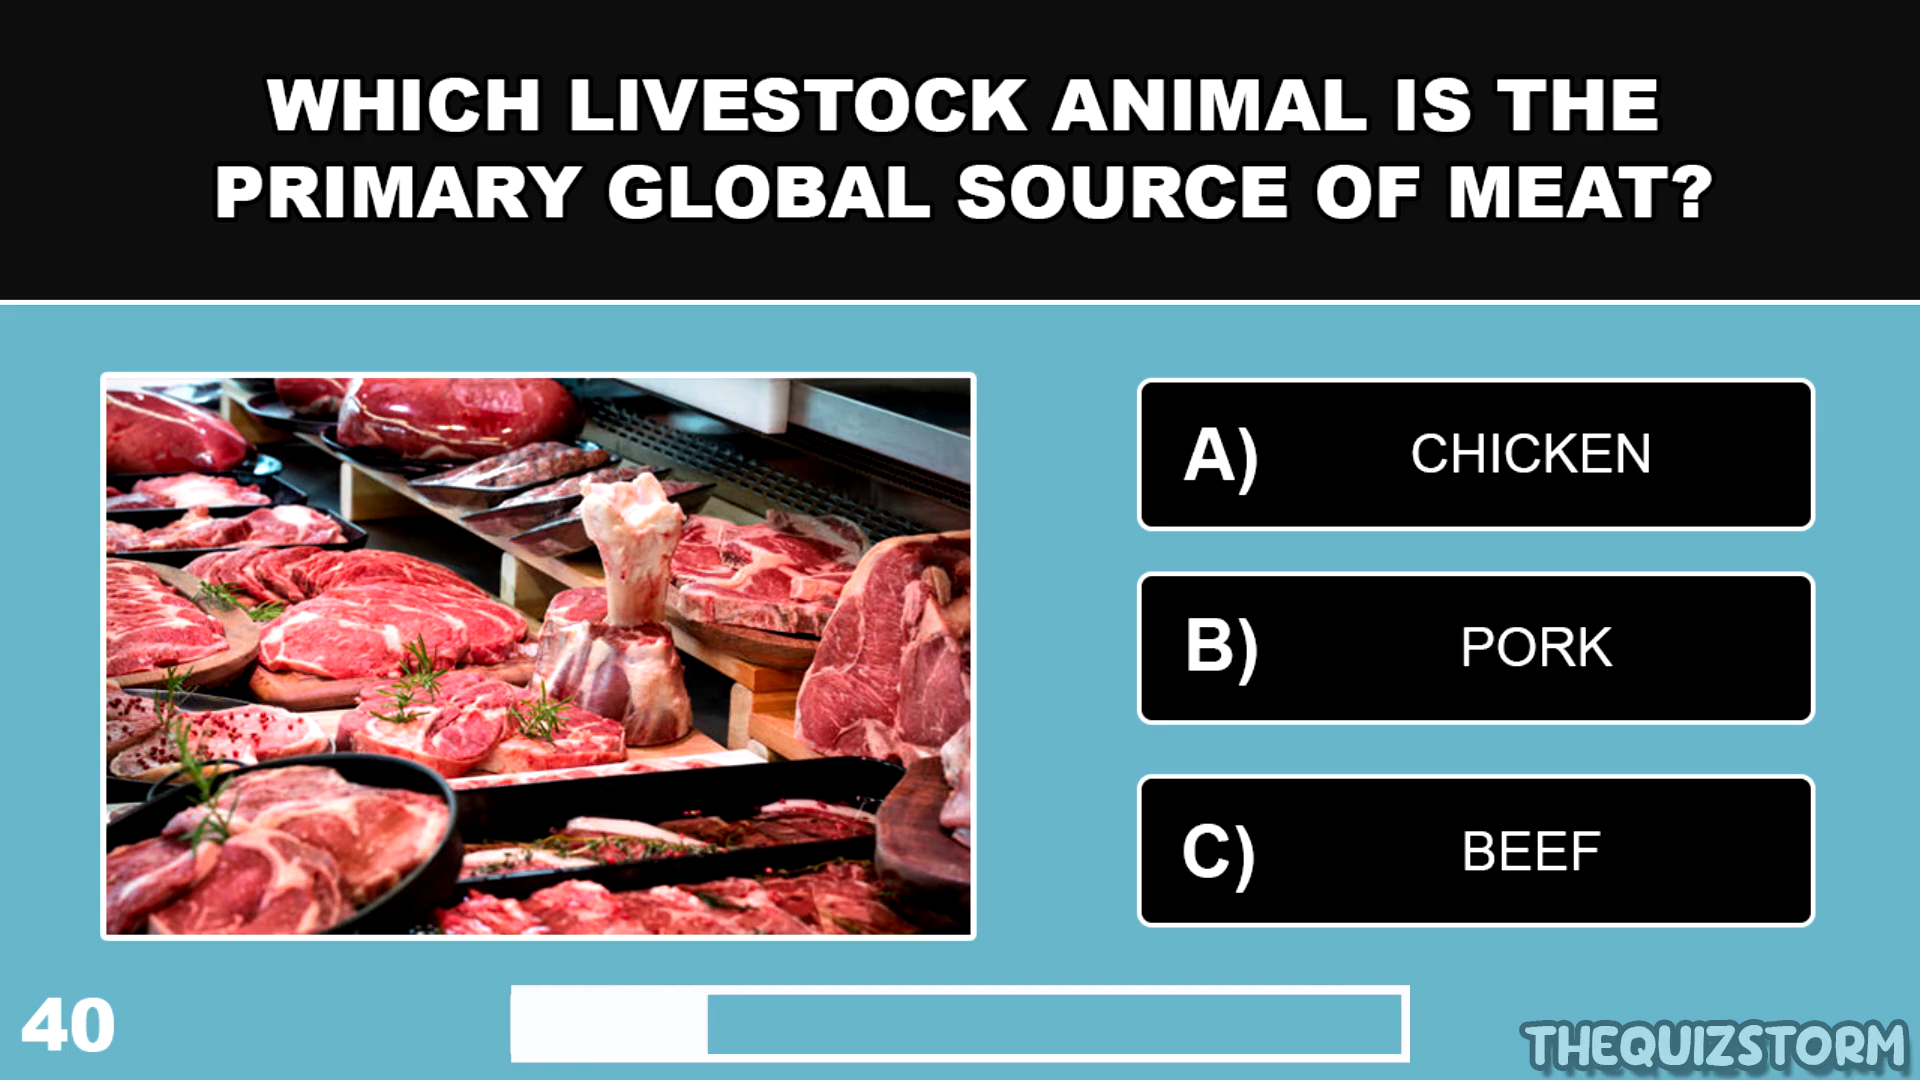 WHICH LIVESTOCK ANIMAL IS THE
PRIMARY GLOBAL SOURCE OF MEAT?
A) CHICKEN
B) PORK
C) BEEF
40
THEQUIZSTORM